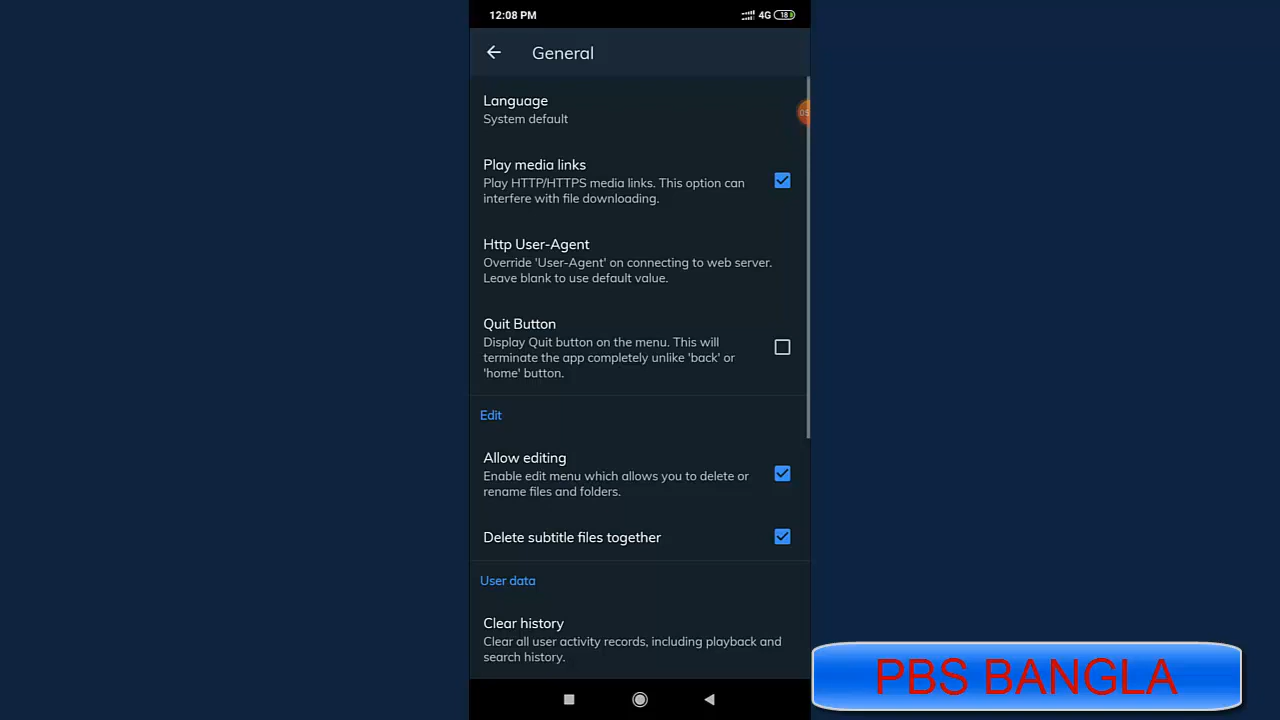 12:08 PM
4G 18
General
Language
System default
Play media links
Play HTTP/HTTPS media links. This option can
interfere with file downloading.
Http User-Agent
Override 'User-Agent' on connecting to web server.
Leave blank to use default value.
Quit Button
Display Quit button on the menu. This will
terminate the app completely unlike 'back' or
'home' button.
Edit
Allow editing
Enable edit menu which allows you to delete or
rename files and folders.
Delete subtitle files together
User data
Clear history
Clear all user activity records, including playback and
search history.
PBS BANGLA